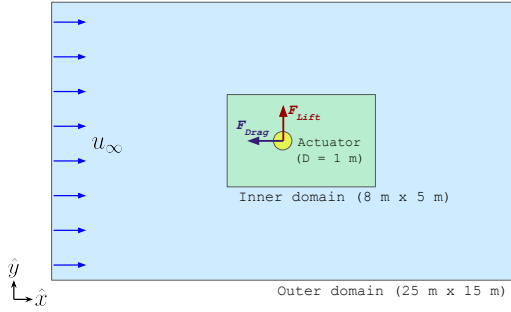 F_Lift
F_Drag
u_∞
Actuator
(D = 1 m)
Inner domain (8 m x 5 m)
ŷ
x̂
Outer domain (25 m x 15 m)